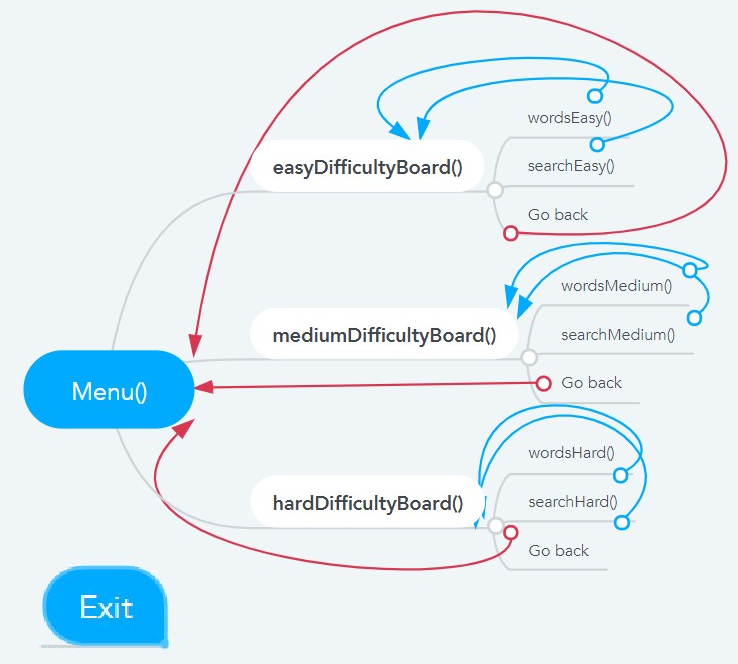 wordsEasy()
easyDifficultyBoard()
searchEasy()
Go back
wordsMedium()
mediumDifficultyBoard()
searchMedium()
Menu()
Go back
wordsHard()
hardDifficultyBoard()
searchHard()
Go back
Exit